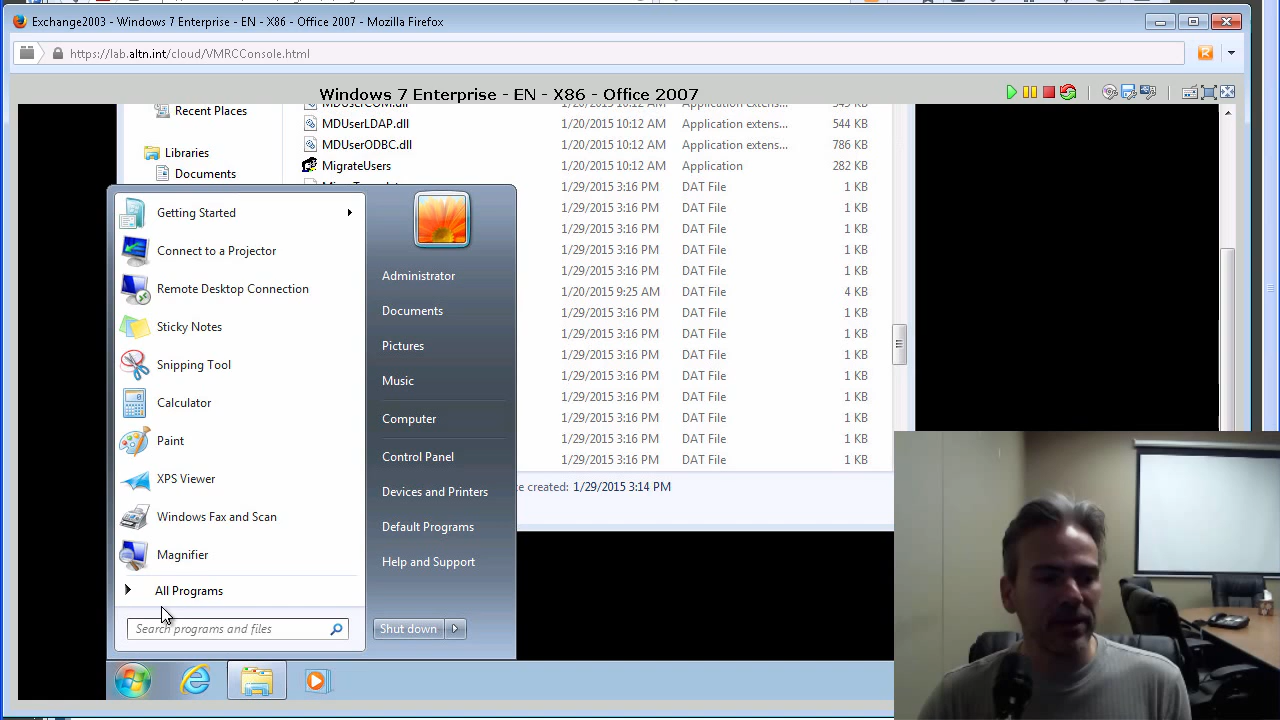 Exchange2003 - Windows 7 Enterprise - EN - X86 - Office 2007 - Mozilla Firefox
https://lab.altn.int/cloud/VMRCConsole.html
Windows 7 Enterprise - EN - X86 - Office 2007
Recent Places
Libraries
Documents
MDUserCOM.dll 1/20/2015 10:12 AM Application extens... 545 KB
MDUserLDAP.dll 1/20/2015 10:12 AM Application extens... 544 KB
MDUserODBC.dll 1/20/2015 10:12 AM Application extens... 786 KB
MigrateUsers 1/20/2015 10:12 AM Application 282 KB
1/29/2015 3:16 PM DAT File 1 KB
1/29/2015 3:16 PM DAT File 1 KB
1/29/2015 3:16 PM DAT File 1 KB
1/29/2015 3:16 PM DAT File 1 KB
1/29/2015 3:16 PM DAT File 1 KB
1/20/2015 9:25 AM DAT File 4 KB
1/29/2015 3:16 PM DAT File 1 KB
1/29/2015 3:16 PM DAT File 1 KB
1/29/2015 3:16 PM DAT File 1 KB
1/29/2015 3:16 PM DAT File 1 KB
1/29/2015 3:16 PM DAT File 1 KB
1/29/2015 3:16 PM DAT File 1 KB
1/29/2015 3:16 PM DAT File 1 KB
1/29/2015 3:16 PM DAT File 1 KB
e created: 1/29/2015 3:14 PM
Getting Started
Connect to a Projector
Remote Desktop Connection
Sticky Notes
Snipping Tool
Calculator
Paint
XPS Viewer
Windows Fax and Scan
Magnifier
All Programs
Search programs and files
Administrator
Documents
Pictures
Music
Computer
Control Panel
Devices and Printers
Default Programs
Help and Support
Shut down